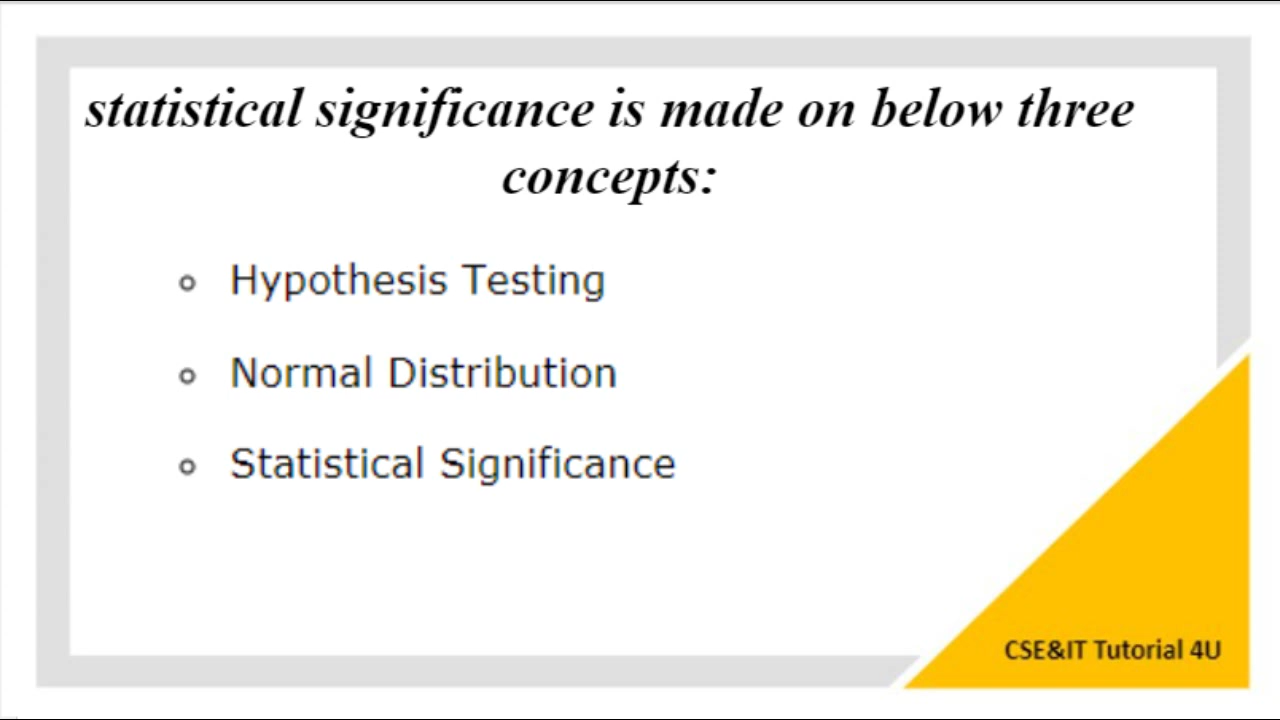 statistical significance is made on below three
concepts:
Hypothesis Testing
Normal Distribution
Statistical Significance
CSE&IT Tutorial 4U